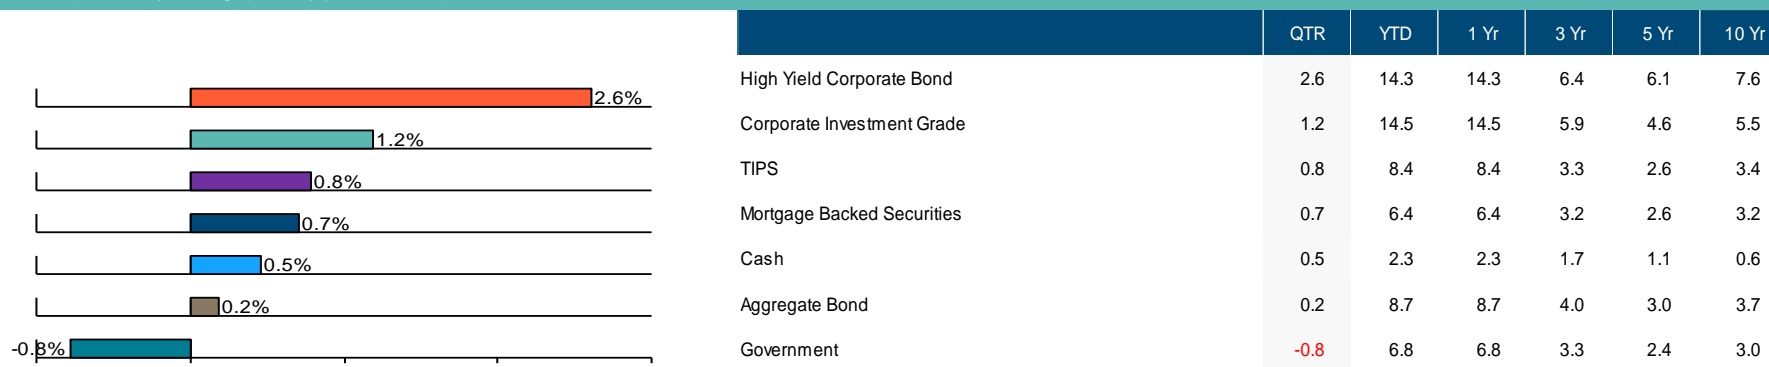 QTR YTD 1 Yr 3 Yr 5 Yr 10 Yr
2.6% High Yield Corporate Bond 2.6 14.3 14.3 6.4 6.1 7.6
1.2% Corporate Investment Grade 1.2 14.5 14.5 5.9 4.6 5.5
0.8% TIPS 0.8 8.4 8.4 3.3 2.6 3.4
0.7% Mortgage Backed Securities 0.7 6.4 6.4 3.2 2.6 3.2
0.5% Cash 0.5 2.3 2.3 1.7 1.1 0.6
0.2% Aggregate Bond 0.2 8.7 8.7 4.0 3.0 3.7
-0.8% Government -0.8 6.8 6.8 3.3 2.4 3.0